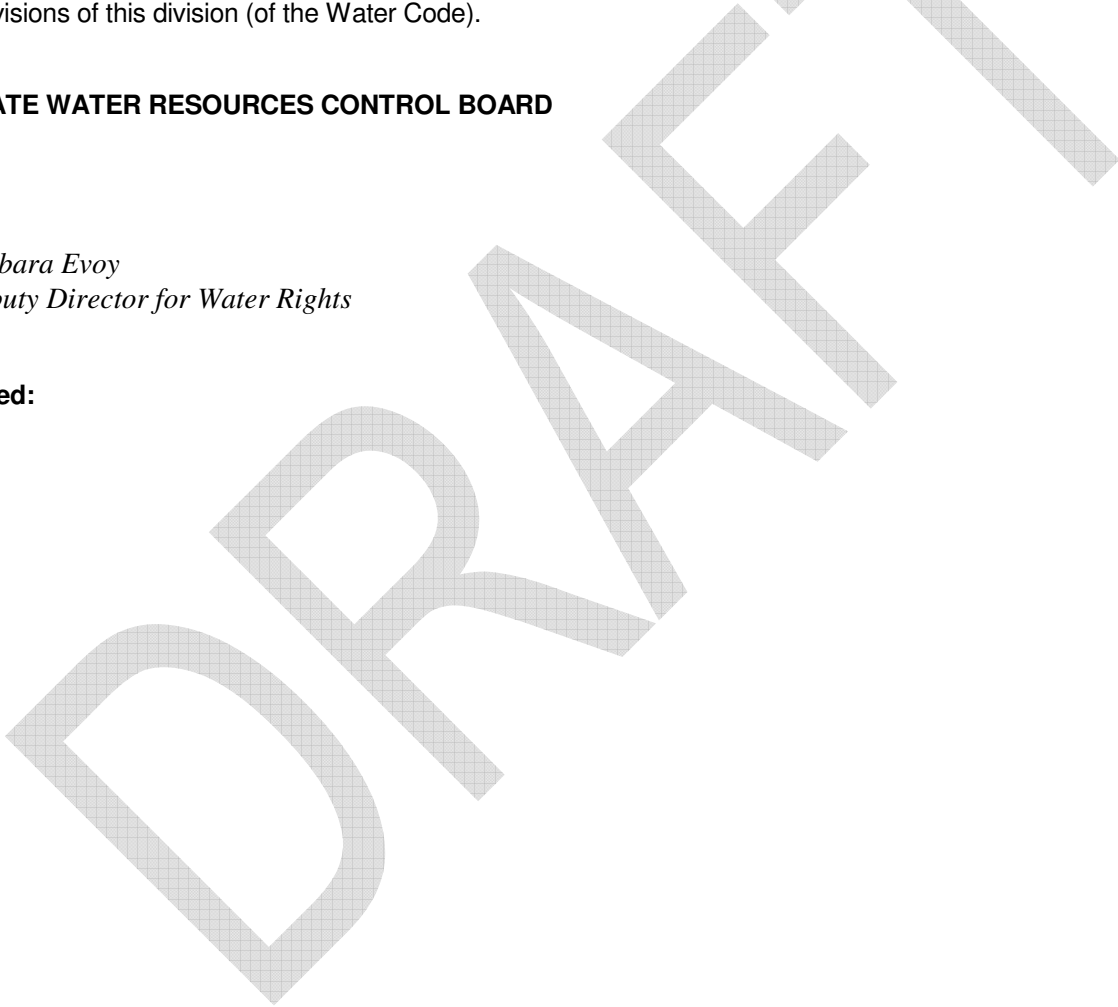 visions of this division (of the Water Code).
ATE WATER RESOURCES CONTROL BOARD
bara Evoy
puty Director for Water Rights
ed:
DRAFT